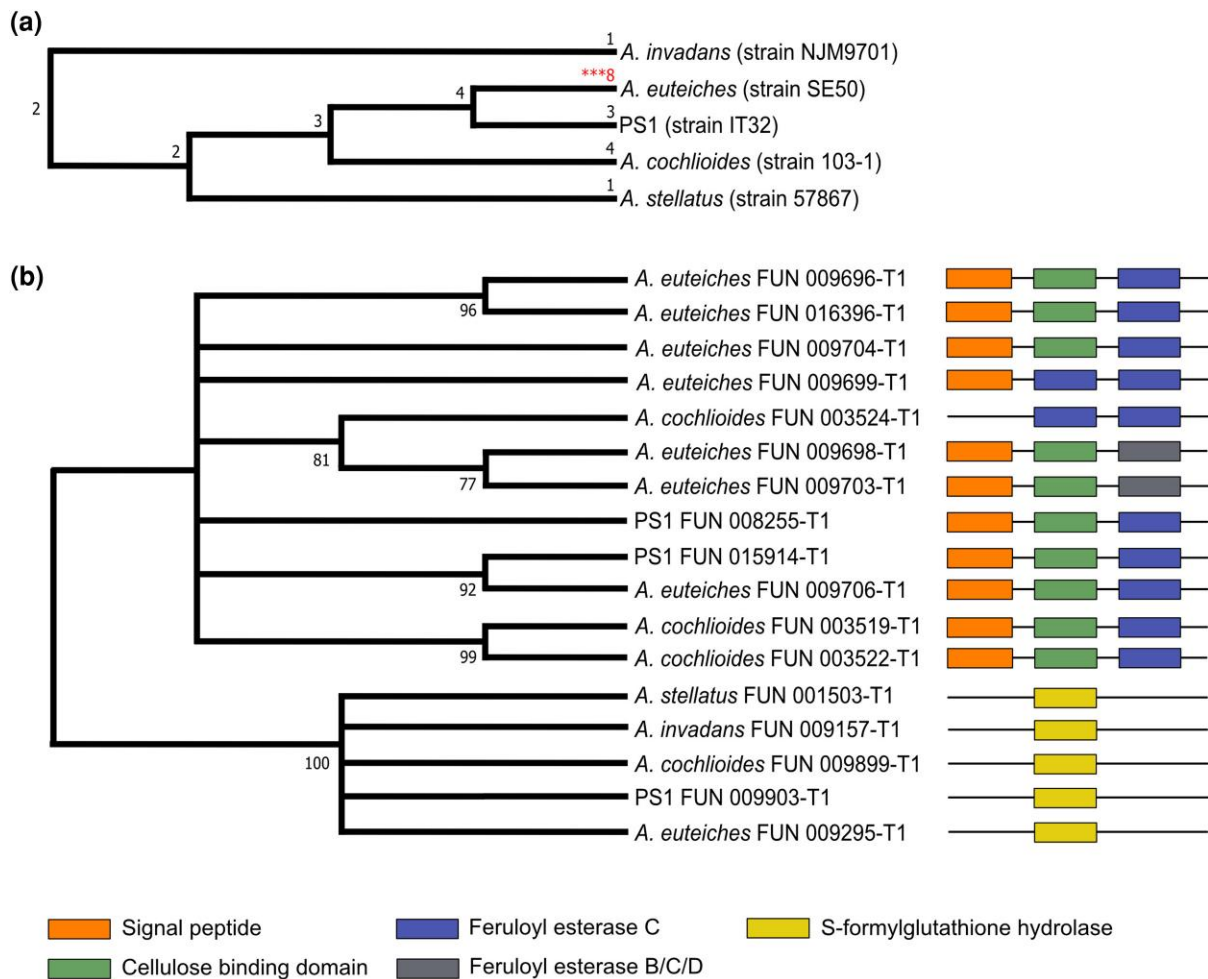 (a)
1
A. invadans (strain NJM9701)
***8
A. euteiches (strain SE50)
4
3
PS1 (strain IT32)
2
3
4
A. cochlioides (strain 103-1)
2
1
A. stellatus (strain 57867)
(b)
A. euteiches FUN 009696-T1
96
A. euteiches FUN 016396-T1
A. euteiches FUN 009704-T1
A. euteiches FUN 009699-T1
A. cochlioides FUN 003524-T1
81
A. euteiches FUN 009698-T1
77
A. euteiches FUN 009703-T1
PS1 FUN 008255-T1
PS1 FUN 015914-T1
92
A. euteiches FUN 009706-T1
A. cochlioides FUN 003519-T1
99
A. cochlioides FUN 003522-T1
A. stellatus FUN 001503-T1
A. invadans FUN 009157-T1
100
A. cochlioides FUN 009899-T1
PS1 FUN 009903-T1
A. euteiches FUN 009295-T1
Signal peptide
Feruloyl esterase C
S-formylglutathione hydrolase
Cellulose binding domain
Feruloyl esterase B/C/D